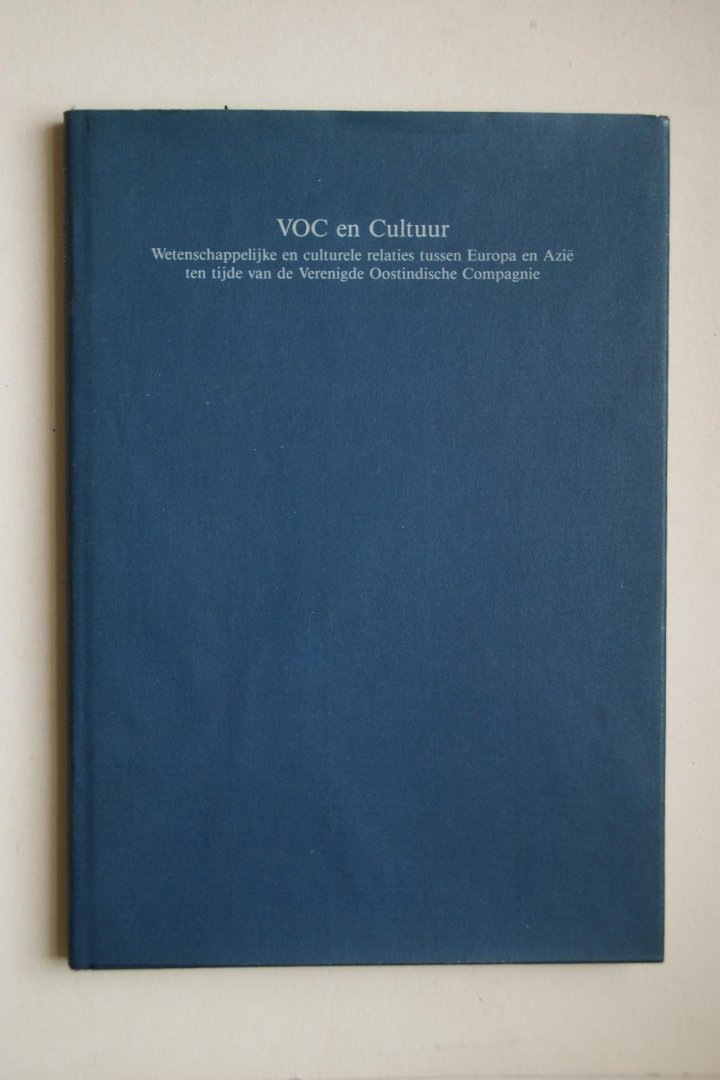 VOC en Cultuur
Wetenschappelijke en culturele relaties tussen Europa en Azië
ten tijde van de Verenigde Oostindische Compagnie